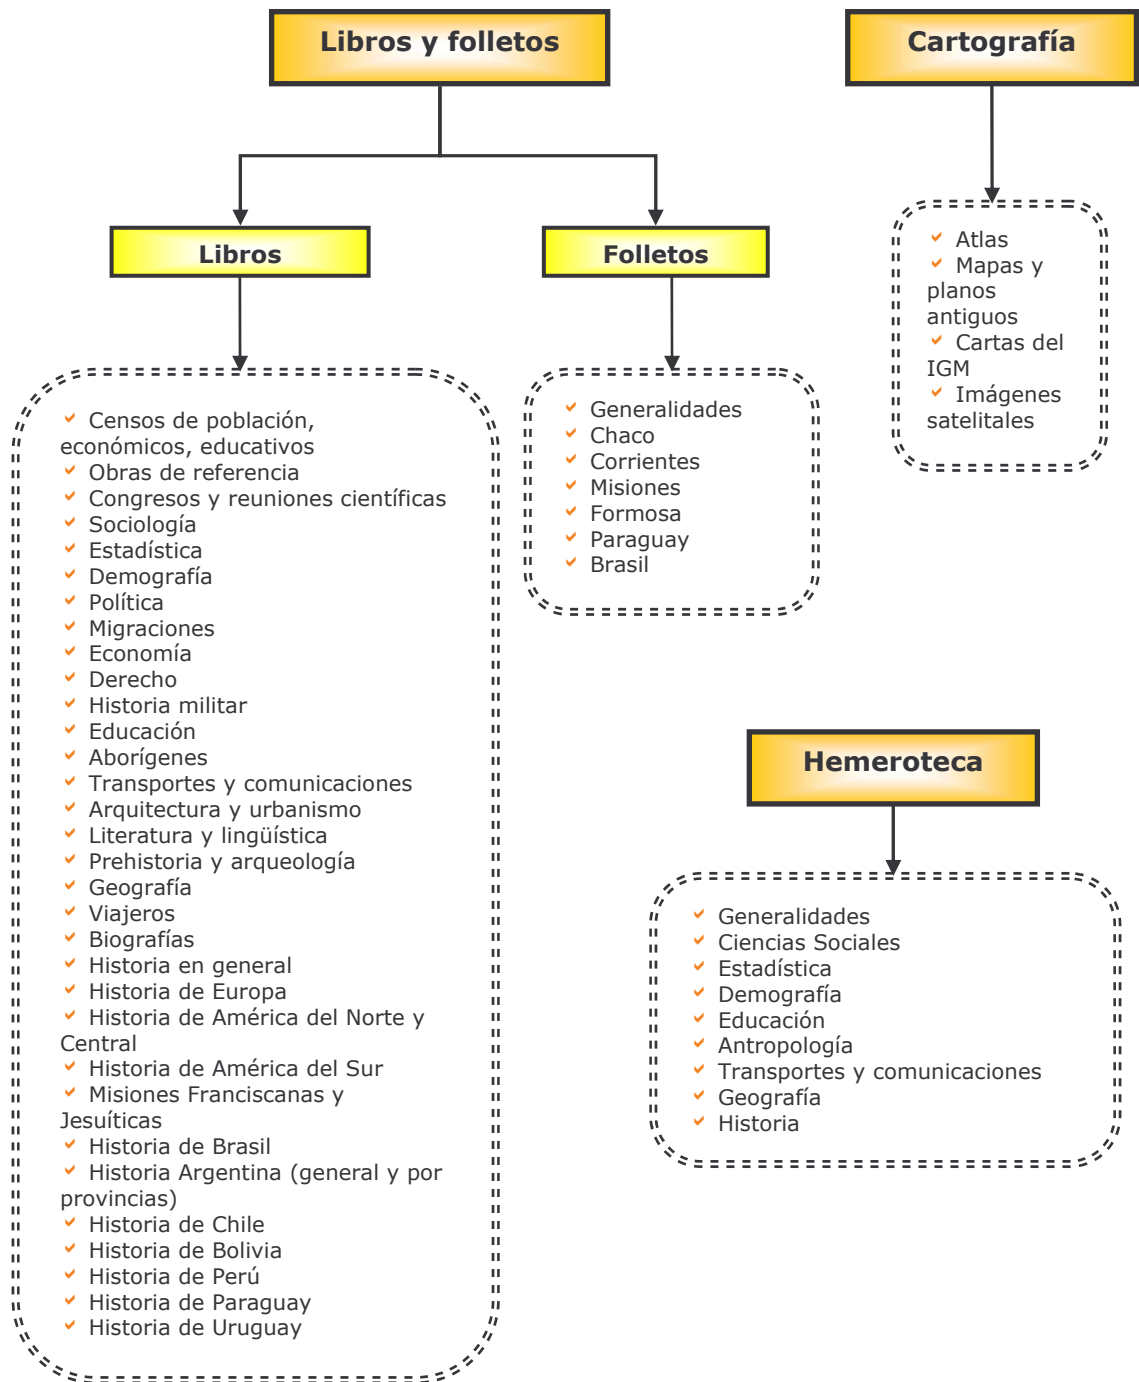 Libros y folletos
Libros
Censos de población,
económicos, educativos
Obras de referencia
Congresos y reuniones científicas
Sociología
Estadística
Demografía
Política
Migraciones
Economía
Derecho
Historia militar
Educación
Aborígenes
Transportes y comunicaciones
Arquitectura y urbanismo
Literatura y lingüística
Prehistoria y arqueología
Geografía
Viajeros
Biografías
Historia en general
Historia de Europa
Historia de América del Norte y
Central
Historia de América del Sur
Misiones Franciscanas y
Jesuíticas
Historia de Brasil
Historia Argentina (general y por
provincias)
Historia de Chile
Historia de Bolivia
Historia de Perú
Historia de Paraguay
Historia de Uruguay
Folletos
Generalidades
Chaco
Corrientes
Misiones
Formosa
Paraguay
Brasil
Cartografía
Atlas
Mapas y
planos
antiguos
Cartas del
IGM
Imágenes
satelitales
Hemeroteca
Generalidades
Ciencias Sociales
Estadística
Demografía
Educación
Antropología
Transportes y comunicaciones
Geografía
Historia